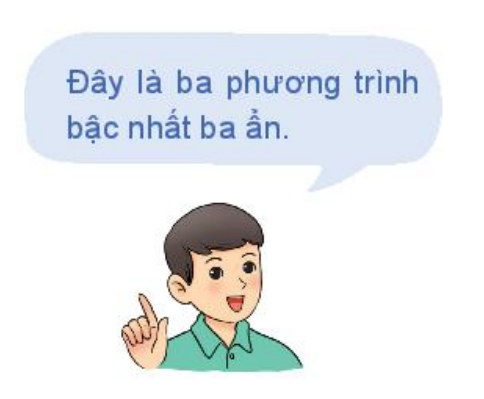 Đây là ba phương trình
bậc nhất ba ẩn.